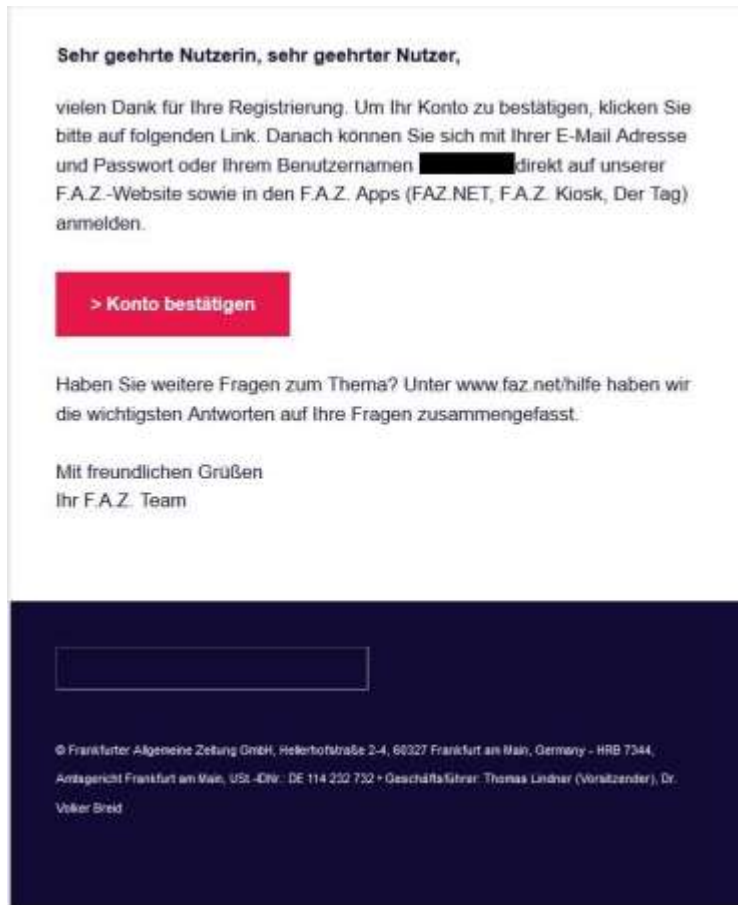 Sehr geehrte Nutzerin, sehr geehrter Nutzer,
vielen Dank für Ihre Registrierung. Um Ihr Konto zu bestätigen, klicken Sie
bitte auf folgenden Link. Danach können Sie sich mit Ihrer E-Mail Adresse
und Passwort oder Ihrem Benutzernamen direkt auf unserer
F.A.Z.-Website sowie in den F.A.Z. Apps (FAZ.NET, F.A.Z. Kiosk, Der Tag)
anmelden.
> Konto bestätigen
Haben Sie weitere Fragen zum Thema? Unter www.faz.net/hilfe haben wir
die wichtigsten Antworten auf Ihre Fragen zusammengefasst.
Mit freundlichen Grüßen
Ihr F.A.Z. Team
© Frankfurter Allgemeine Zeitung GmbH, Hellerhofstraße 2-4, 60327 Frankfurt am Main, Germany - HRB 7344,
Amtsgericht Frankfurt am Main, USt.-IDNr.: DE 114 232 732 • Geschäftsführer: Thomas Lindner (Vorsitzender), Dr.
Volker Breid